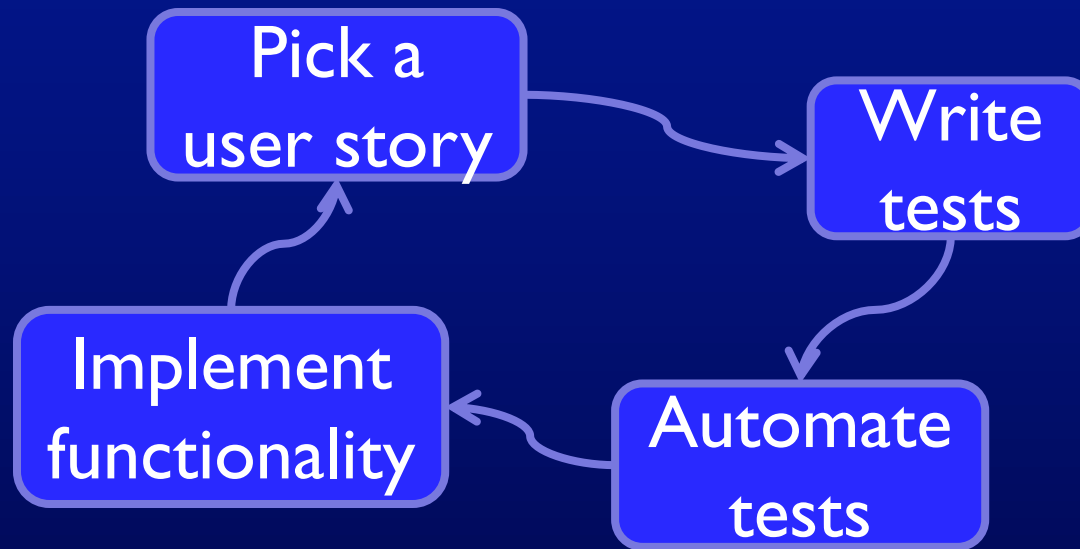 Pick a
user story
Write
tests
Automate
tests
Implement
functionality